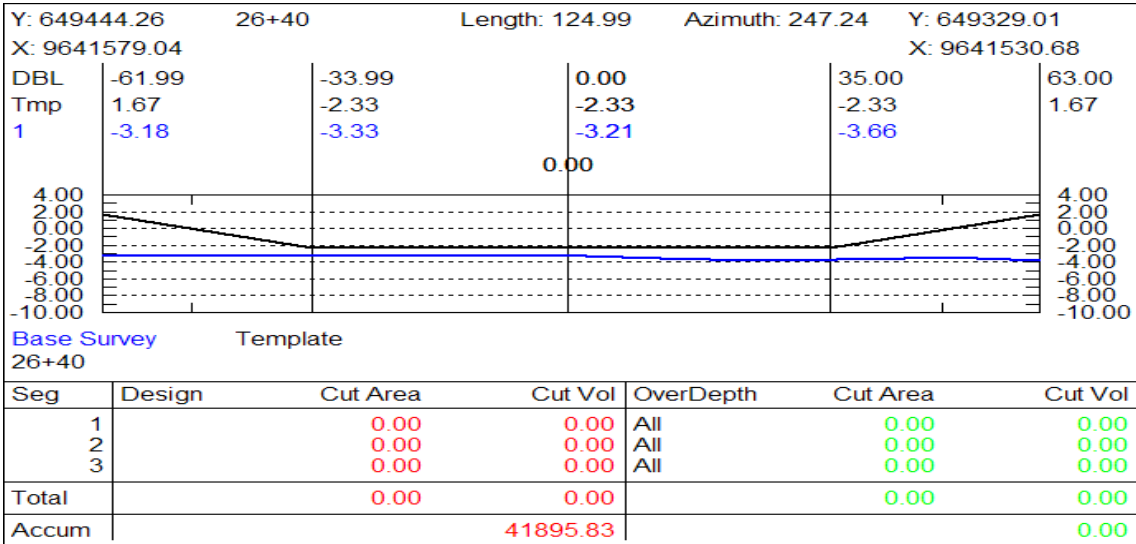 Y: 649444.26 26+40 Length: 124.99 Azimuth: 247.24 Y: 649329.01
X: 9641579.04 X: 9641530.68
DBL -61.99 -33.99 0.00 35.00 63.00
Tmp 1.67 -2.33 -2.33 -2.33 1.67
1 -3.18 -3.33 -3.21 -3.66
0.00
4.00 4.00
2.00 2.00
0.00 0.00
-2.00 -2.00
-4.00 -4.00
-6.00 -6.00
-8.00 -8.00
-10.00 -10.00
Base Survey Template
26+40
Seg Design Cut Area Cut Vol OverDepth Cut Area Cut Vol
1 0.00 0.00 All 0.00 0.00
2 0.00 0.00 All 0.00 0.00
3 0.00 0.00 All 0.00 0.00
Total 0.00 0.00 0.00 0.00
Accum 41895.83 0.00